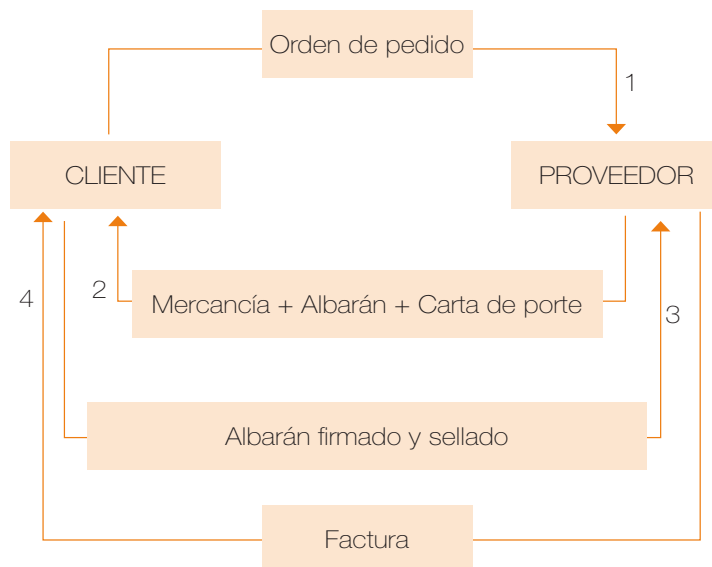 Orden de pedido
1
CLIENTE
PROVEEDOR
2
Mercancía + Albarán + Carta de porte
4
3
Albarán firmado y sellado
Factura